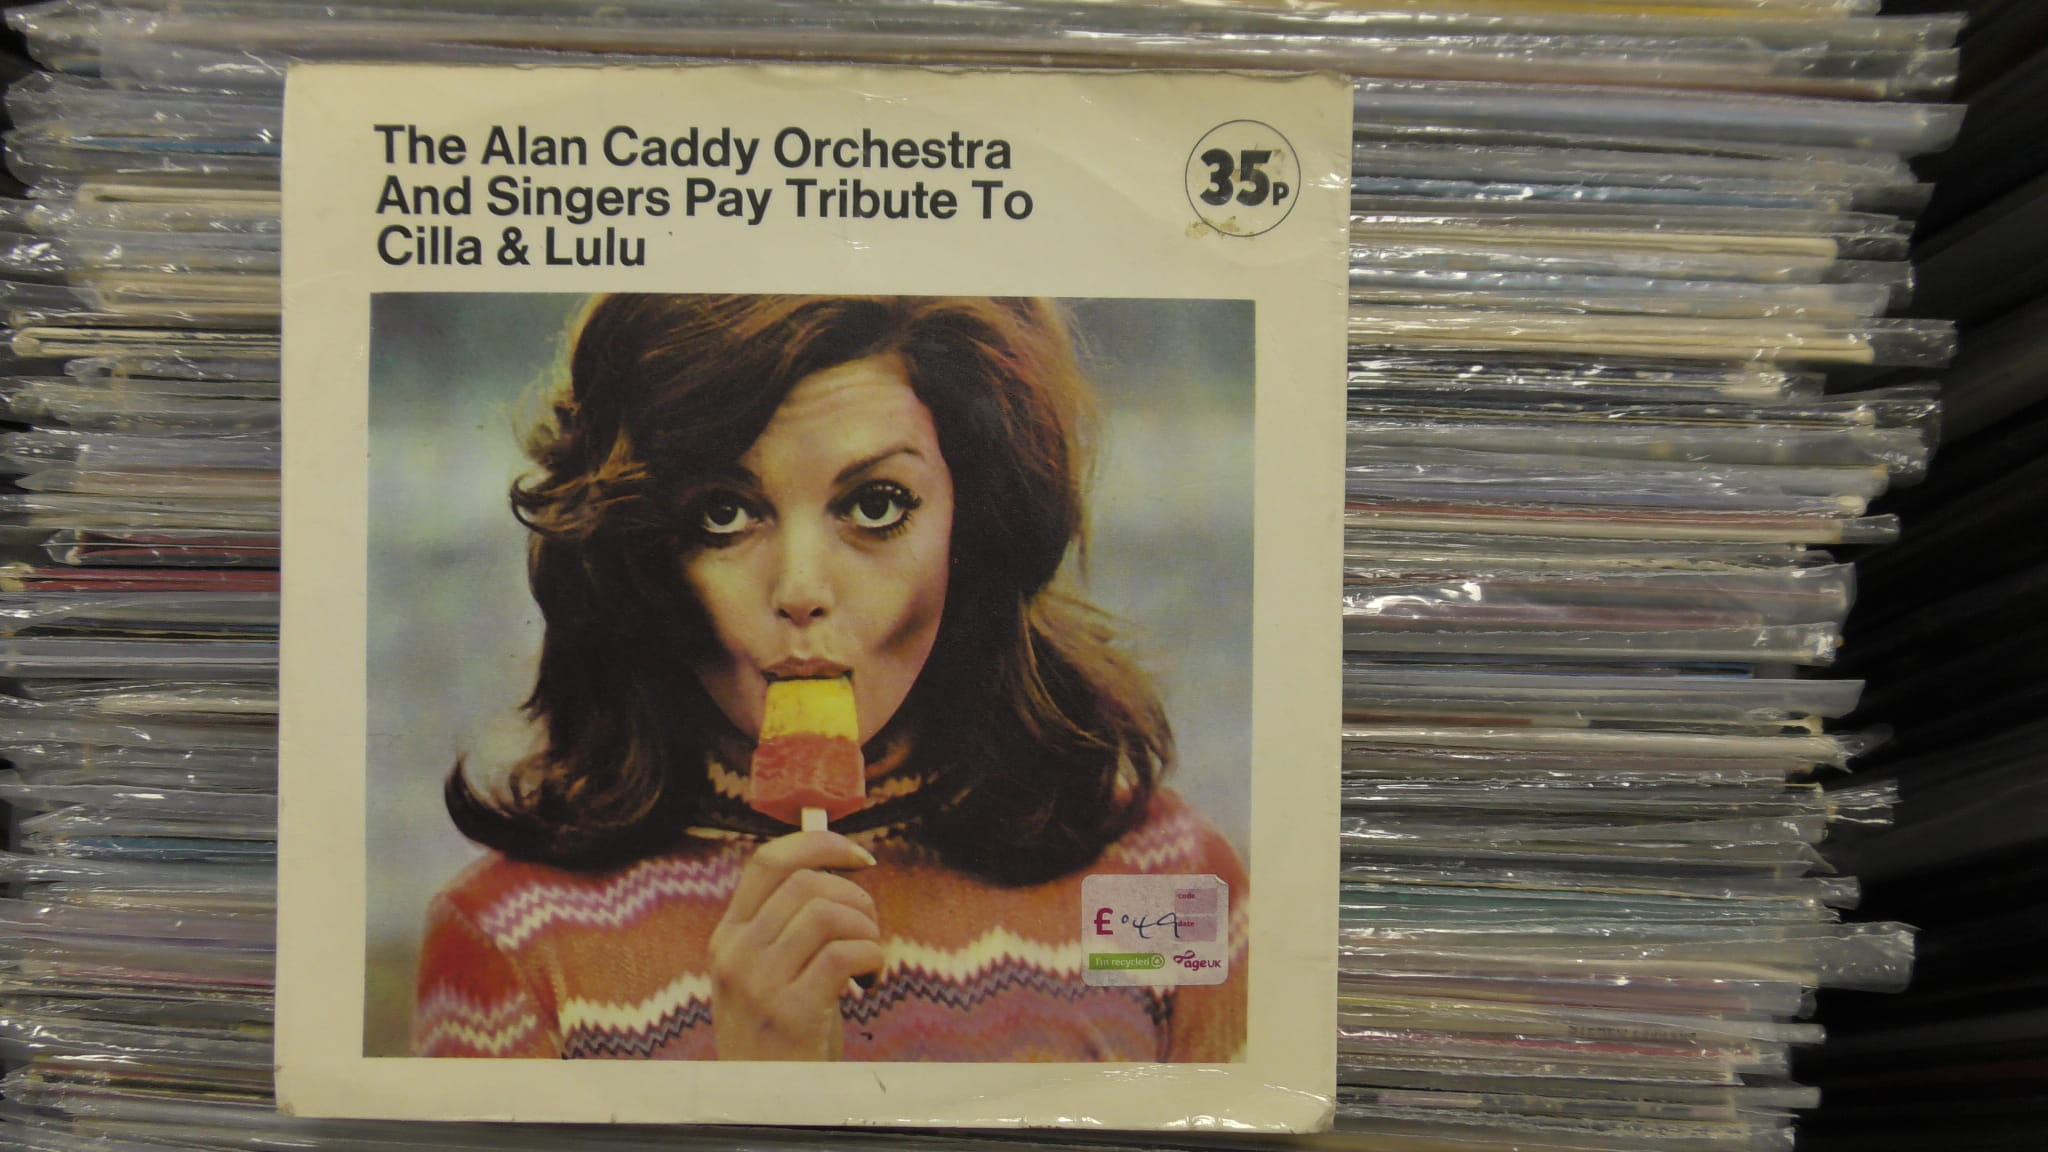 The Alan Caddy Orchestra
And Singers Pay Tribute To
Cilla & Lulu
35P
code
£ 0.49
date
I'm recycled
ageUK